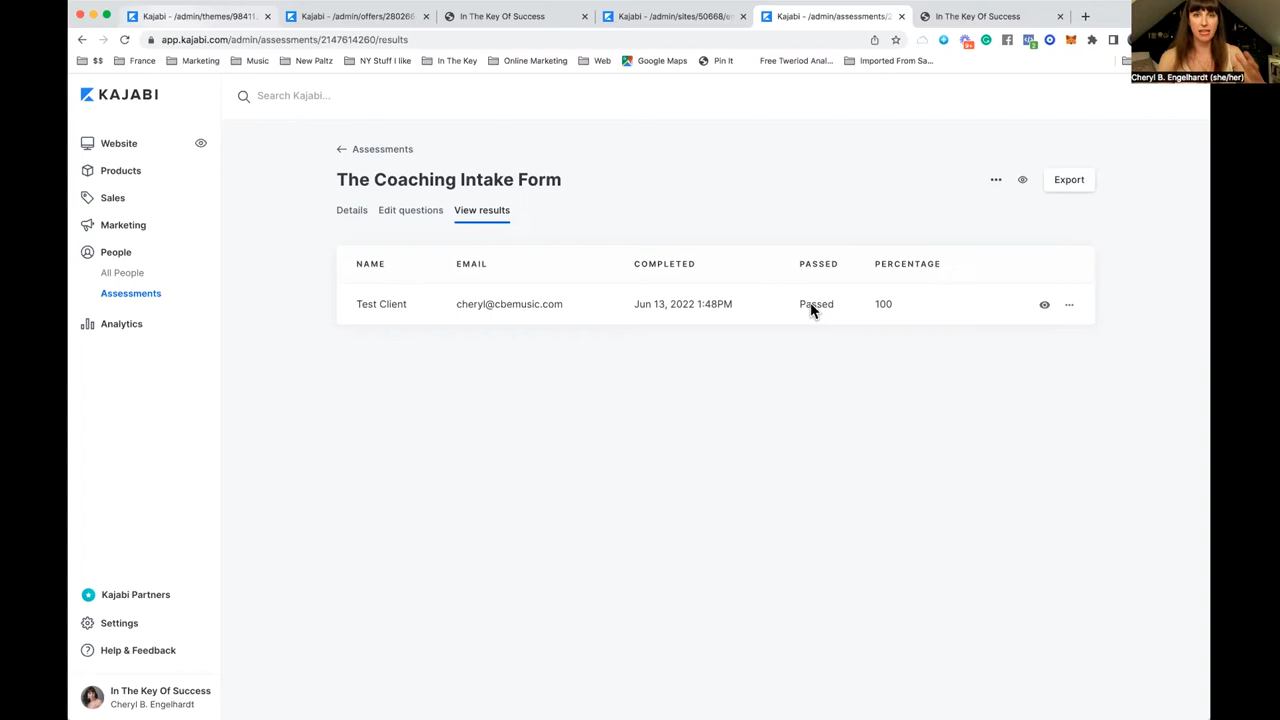 Kajabi - /admin/themes/98411
Kajabi - /admin/offers/280266
In The Key Of Success
Kajabi - /admin/sites/50668/er
Kajabi - /admin/assessments/2
In The Key Of Success
app.kajabi.com/admin/assessments/2147614260/results
9+
2
$$
France
Marketing
Music
New Paltz
NY Stuff I like
In The Key
Online Marketing
Web
Google Maps
Pin It
Free Tweriod Anal...
Imported From Sa...
Cheryl B. Engelhardt (she/her)
KAJABI
Search Kajabi...
Website
Products
Sales
Marketing
People
All People
Assessments
Analytics
Kajabi Partners
Settings
Help & Feedback
In The Key Of Success
Cheryl B. Engelhardt
Assessments
The Coaching Intake Form
Export
Details Edit questions View results
NAME EMAIL COMPLETED PASSED PERCENTAGE
Test Client cheryl@cbemusic.com Jun 13, 2022 1:48PM Passed 100